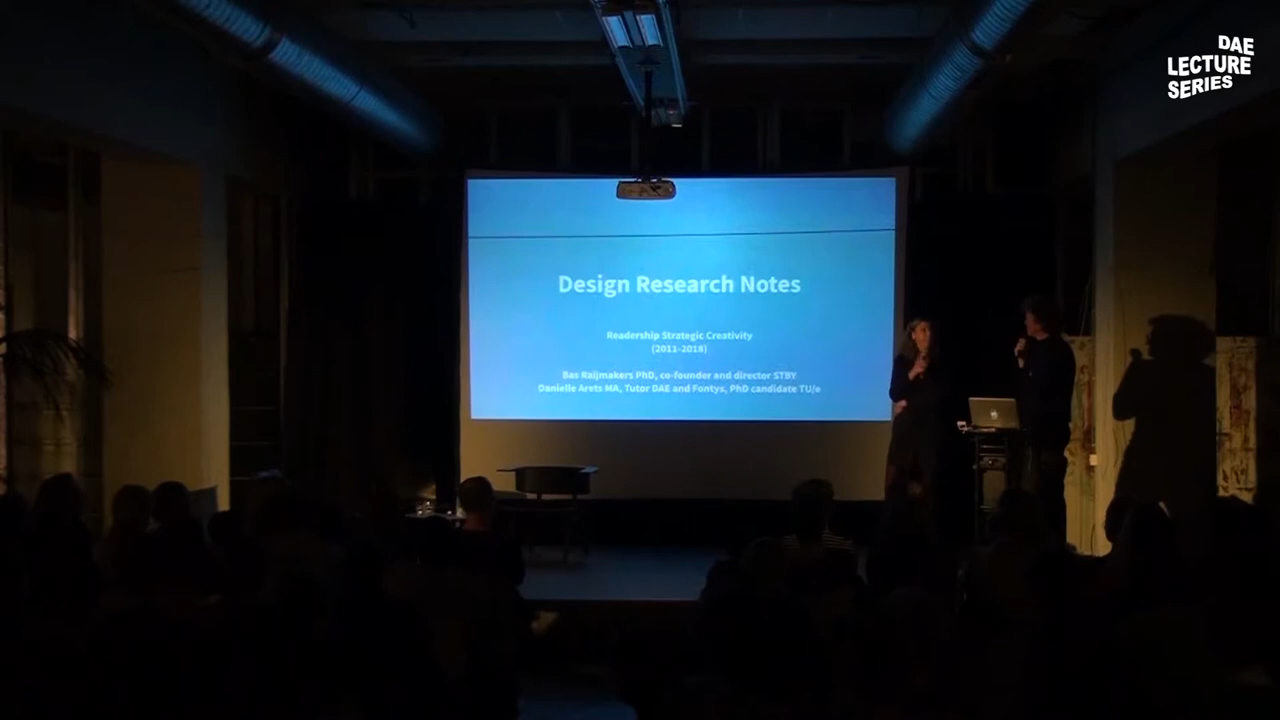 DAE
LECTURE
SERIES
Design Research Notes
Readership Strategic Creativity
(2011-2018)
Bas Raijmakers PhD, co-founder and director STBY
Danielle Arets MA, Tutor DAE and Fontys, PhD candidate TU/e